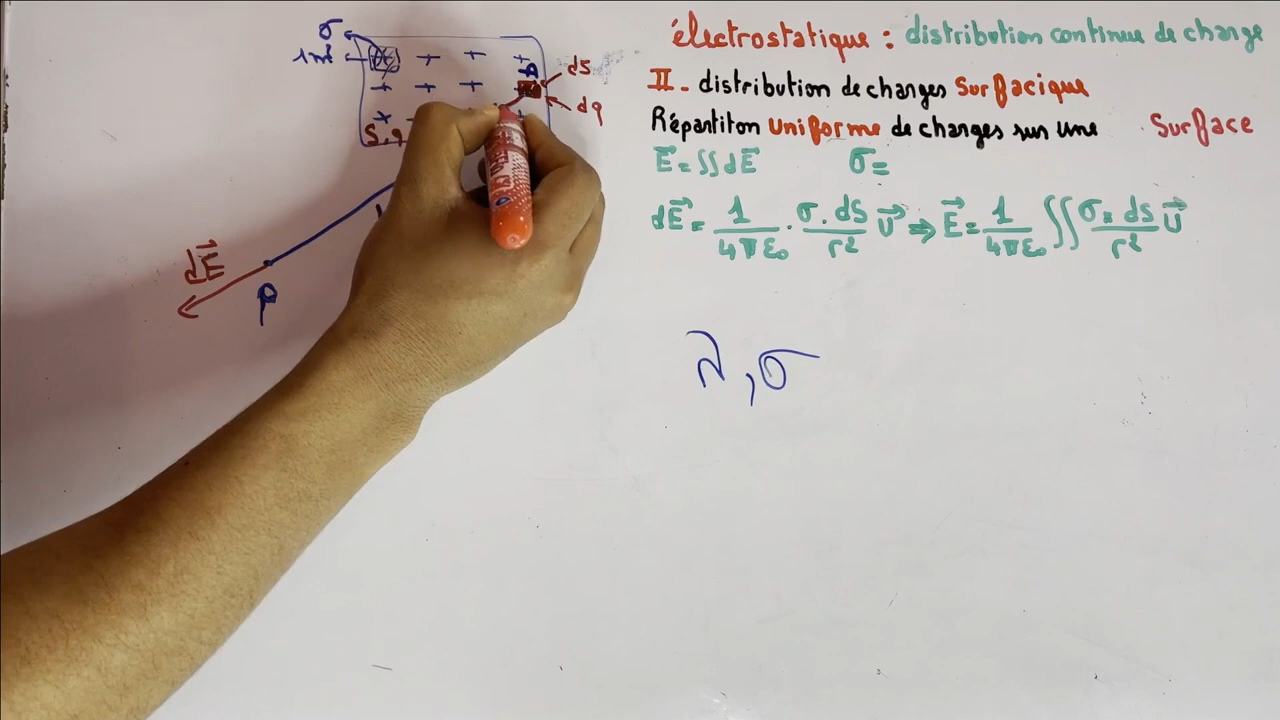 électrostatique : distribution continue de charge
II - distribution de charges Surfacique
Répartiton uniforme de charges sur une Surface
E⃗ = ∬dE⃗ σ =
dE⃗ = 1/4πε₀ . σ.dS/r² U⃗ ⇒ E⃗ = 1/4πε₀ ∬ σ × ds/r² U⃗
λ, σ
σ
1m²
dS
dq
S, q
dE⃗
P